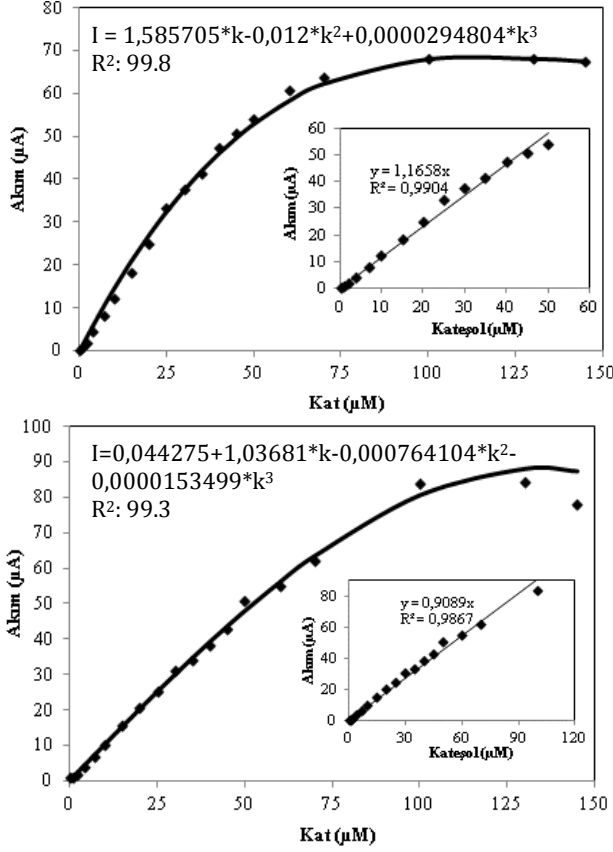 80
70
60
50
40
30
20
10
0
Akım (µA)
I = 1,585705*k-0,012*k²+0,0000294804*k³
R²: 99.8
60
50
40
30
20
10
0
Akım (µA)
y = 1,1658x
R² = 0,9904
0 10 20 30 40 50 60
Kateşol (µM)
0 25 50 75 100 125 150
Kat (µM)
100
90
80
70
60
50
40
30
20
10
0
Akım (µA)
I=0,044275+1,03681*k-0,000764104*k²-
0,0000153499*k³
R²: 99.3
80
60
40
20
0
Akım (µA)
y = 0,9089x
R² = 0,9867
0 30 60 90 120
Kateşol (µM)
0 25 50 75 100 125 150
Kat (µM)